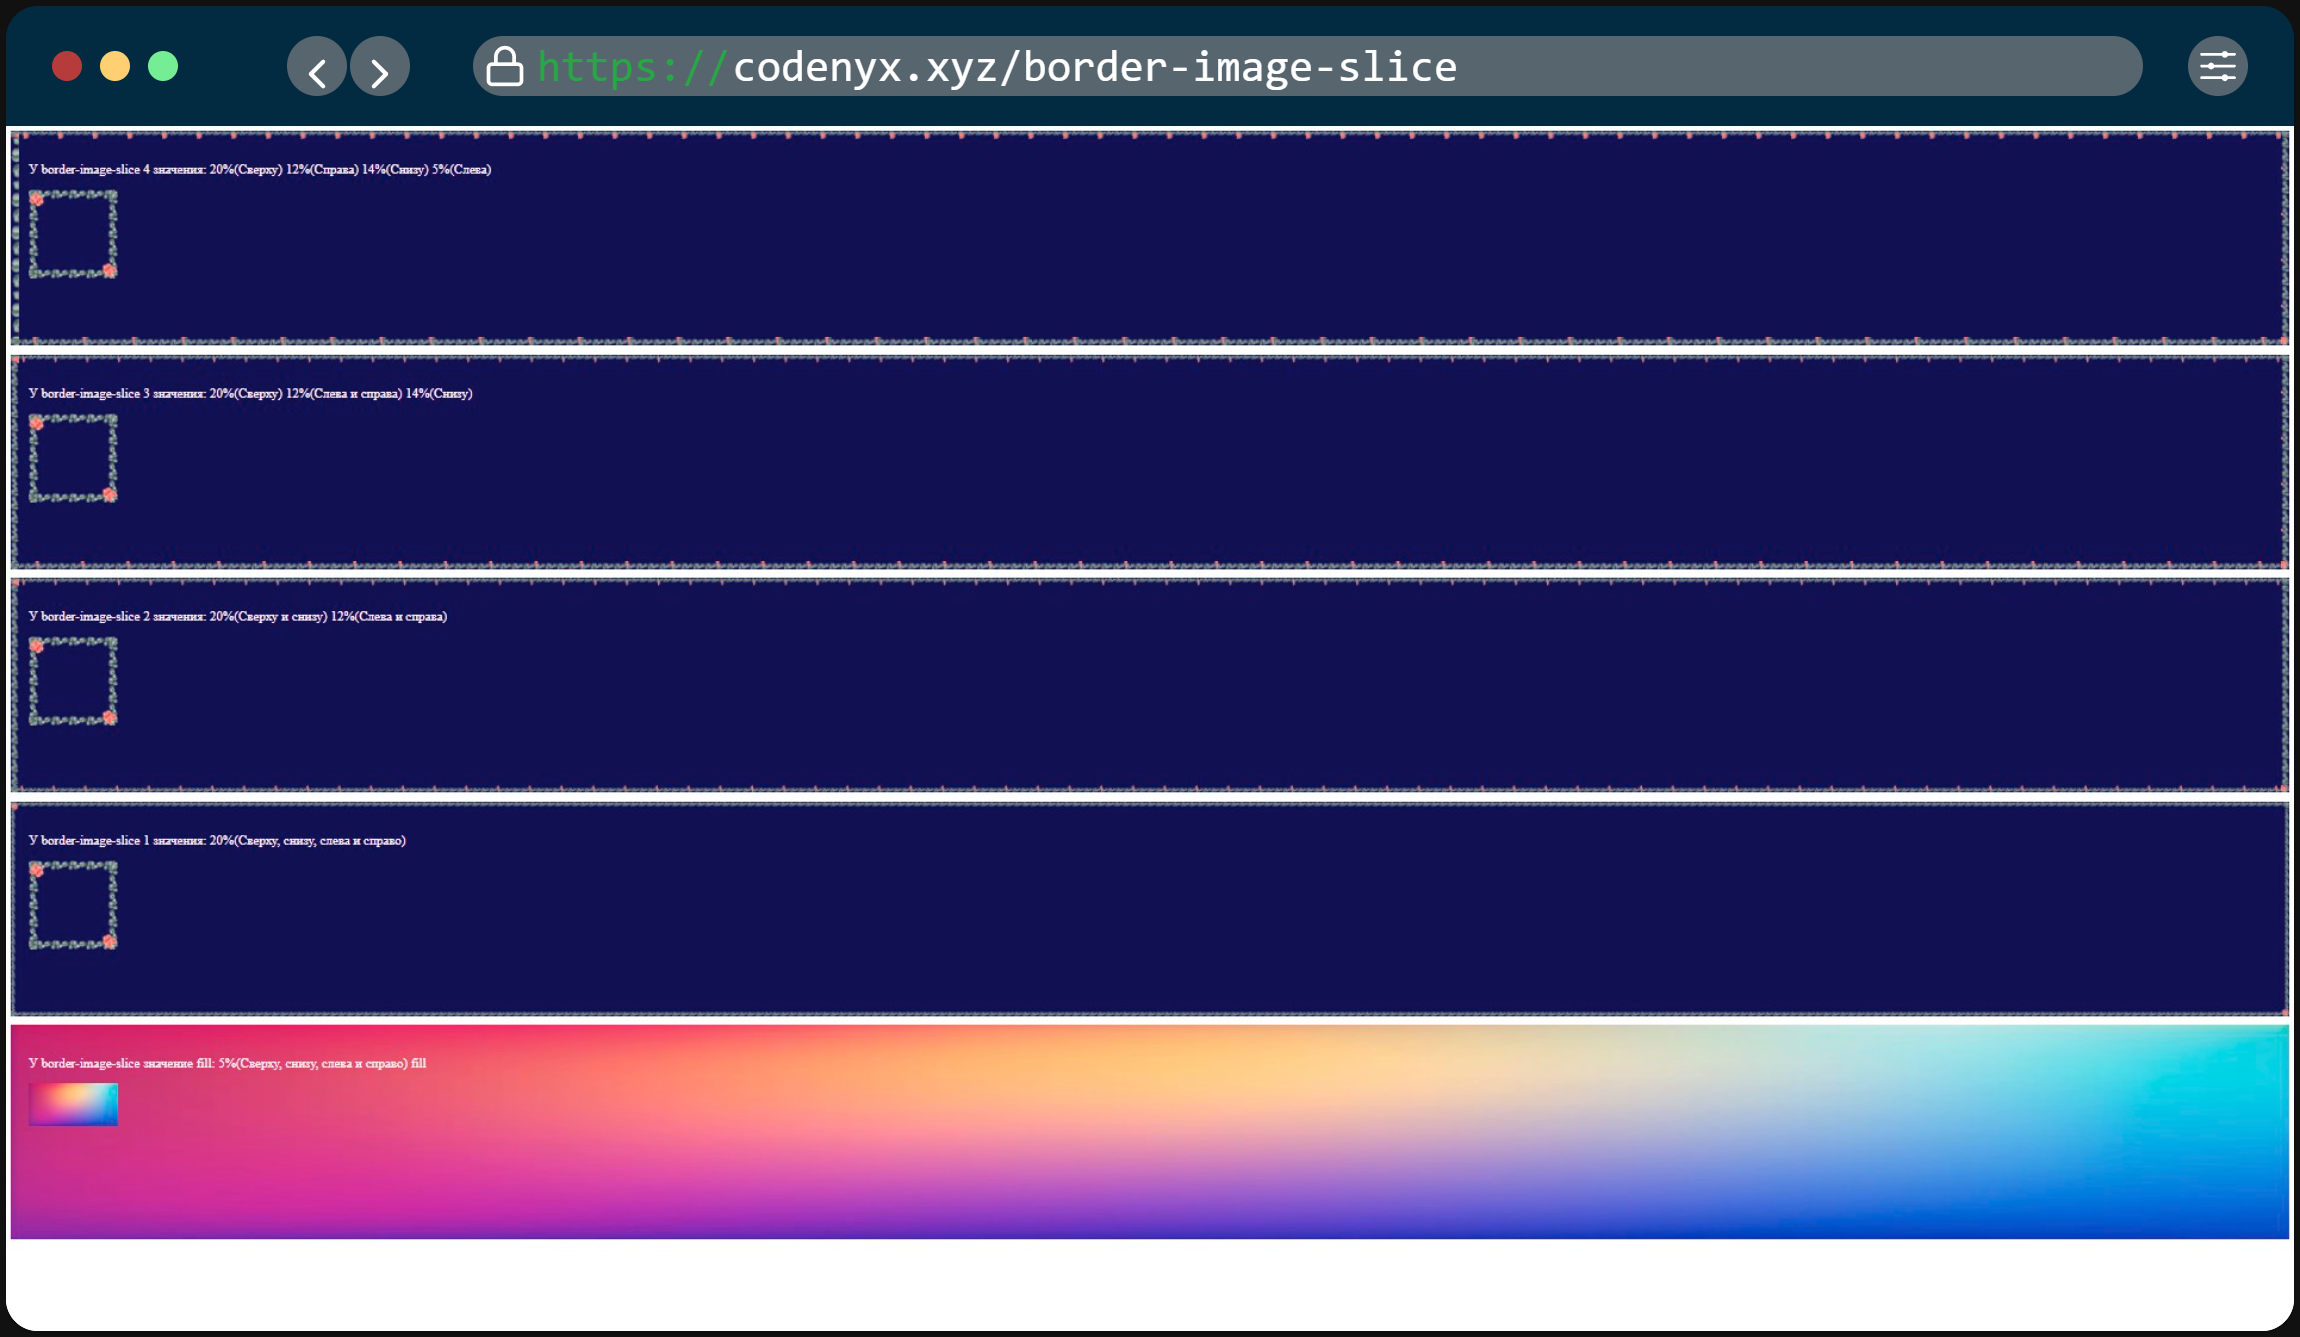 https://codenyx.xyz/border-image-slice
У border-image-slice 4 значения: 20%(Сверху) 12%(Справа) 14%(Снизу) 5%(Слева)
У border-image-slice 3 значения: 20%(Сверху) 12%(Слева и справа) 14%(Снизу)
У border-image-slice 2 значения: 20%(Сверху и снизу) 12%(Слева и справа)
У border-image-slice 1 значения: 20%(Сверху, снизу, слева и справо)
У border-image-slice значение fill: 5%(Сверху, снизу, слева и справо) fill